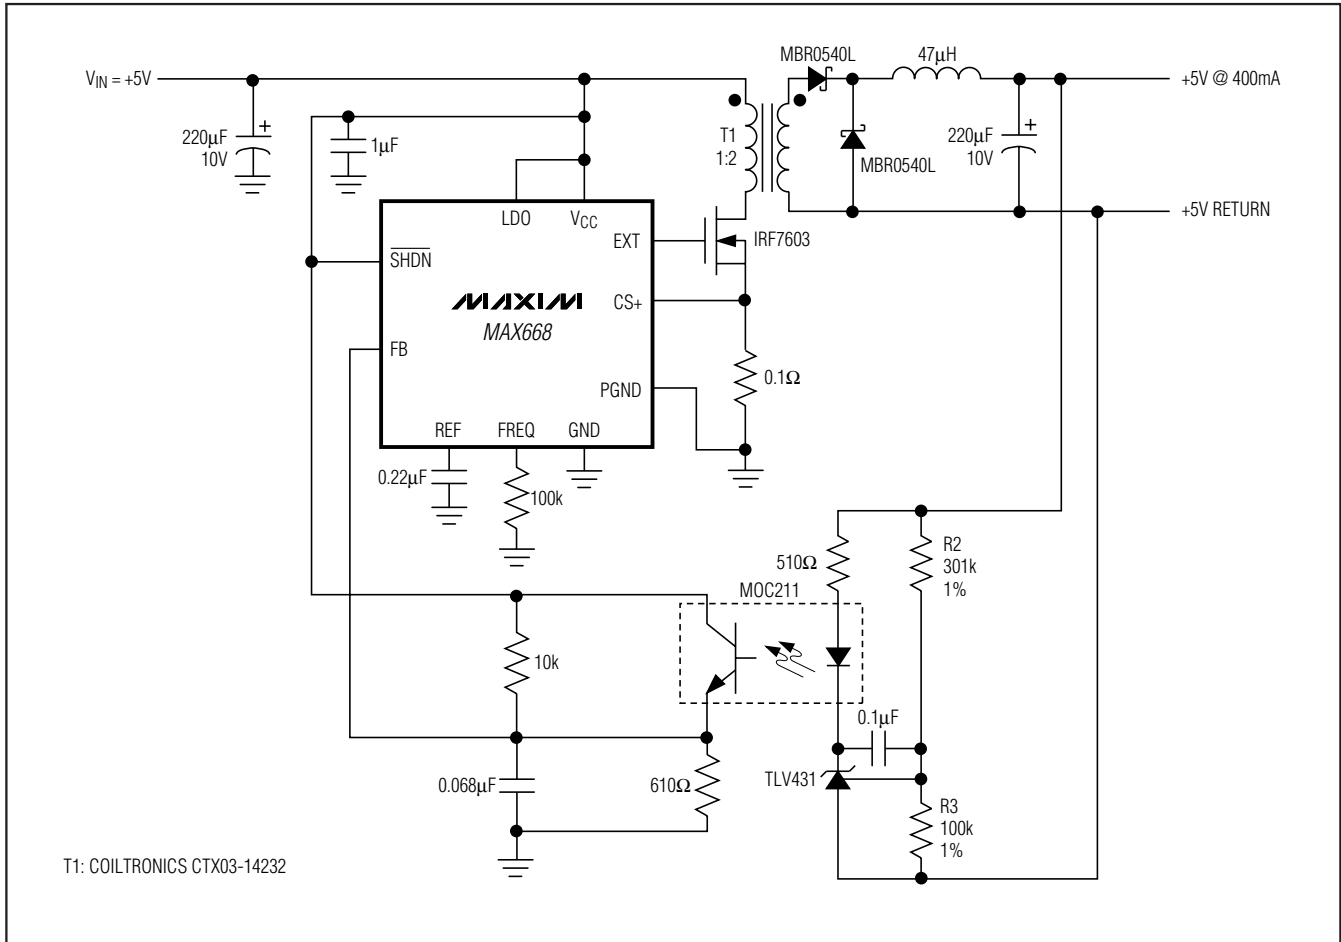 V_IN = +5V
220µF
10V
+
1µF
T1
1:2
MBR0540L
47µH
MBR0540L
220µF
10V
+
+5V @ 400mA
+5V RETURN
LDO
VCC
EXT
IRF7603
SHDN
MAXIM
MAX668
CS+
FB
PGND
0.1Ω
REF
FREQ
GND
0.22µF
100k
510Ω
R2
301k
1%
MOC211
10k
0.1µF
0.068µF
610Ω
TLV431
R3
100k
1%
T1: COILTRONICS CTX03-14232